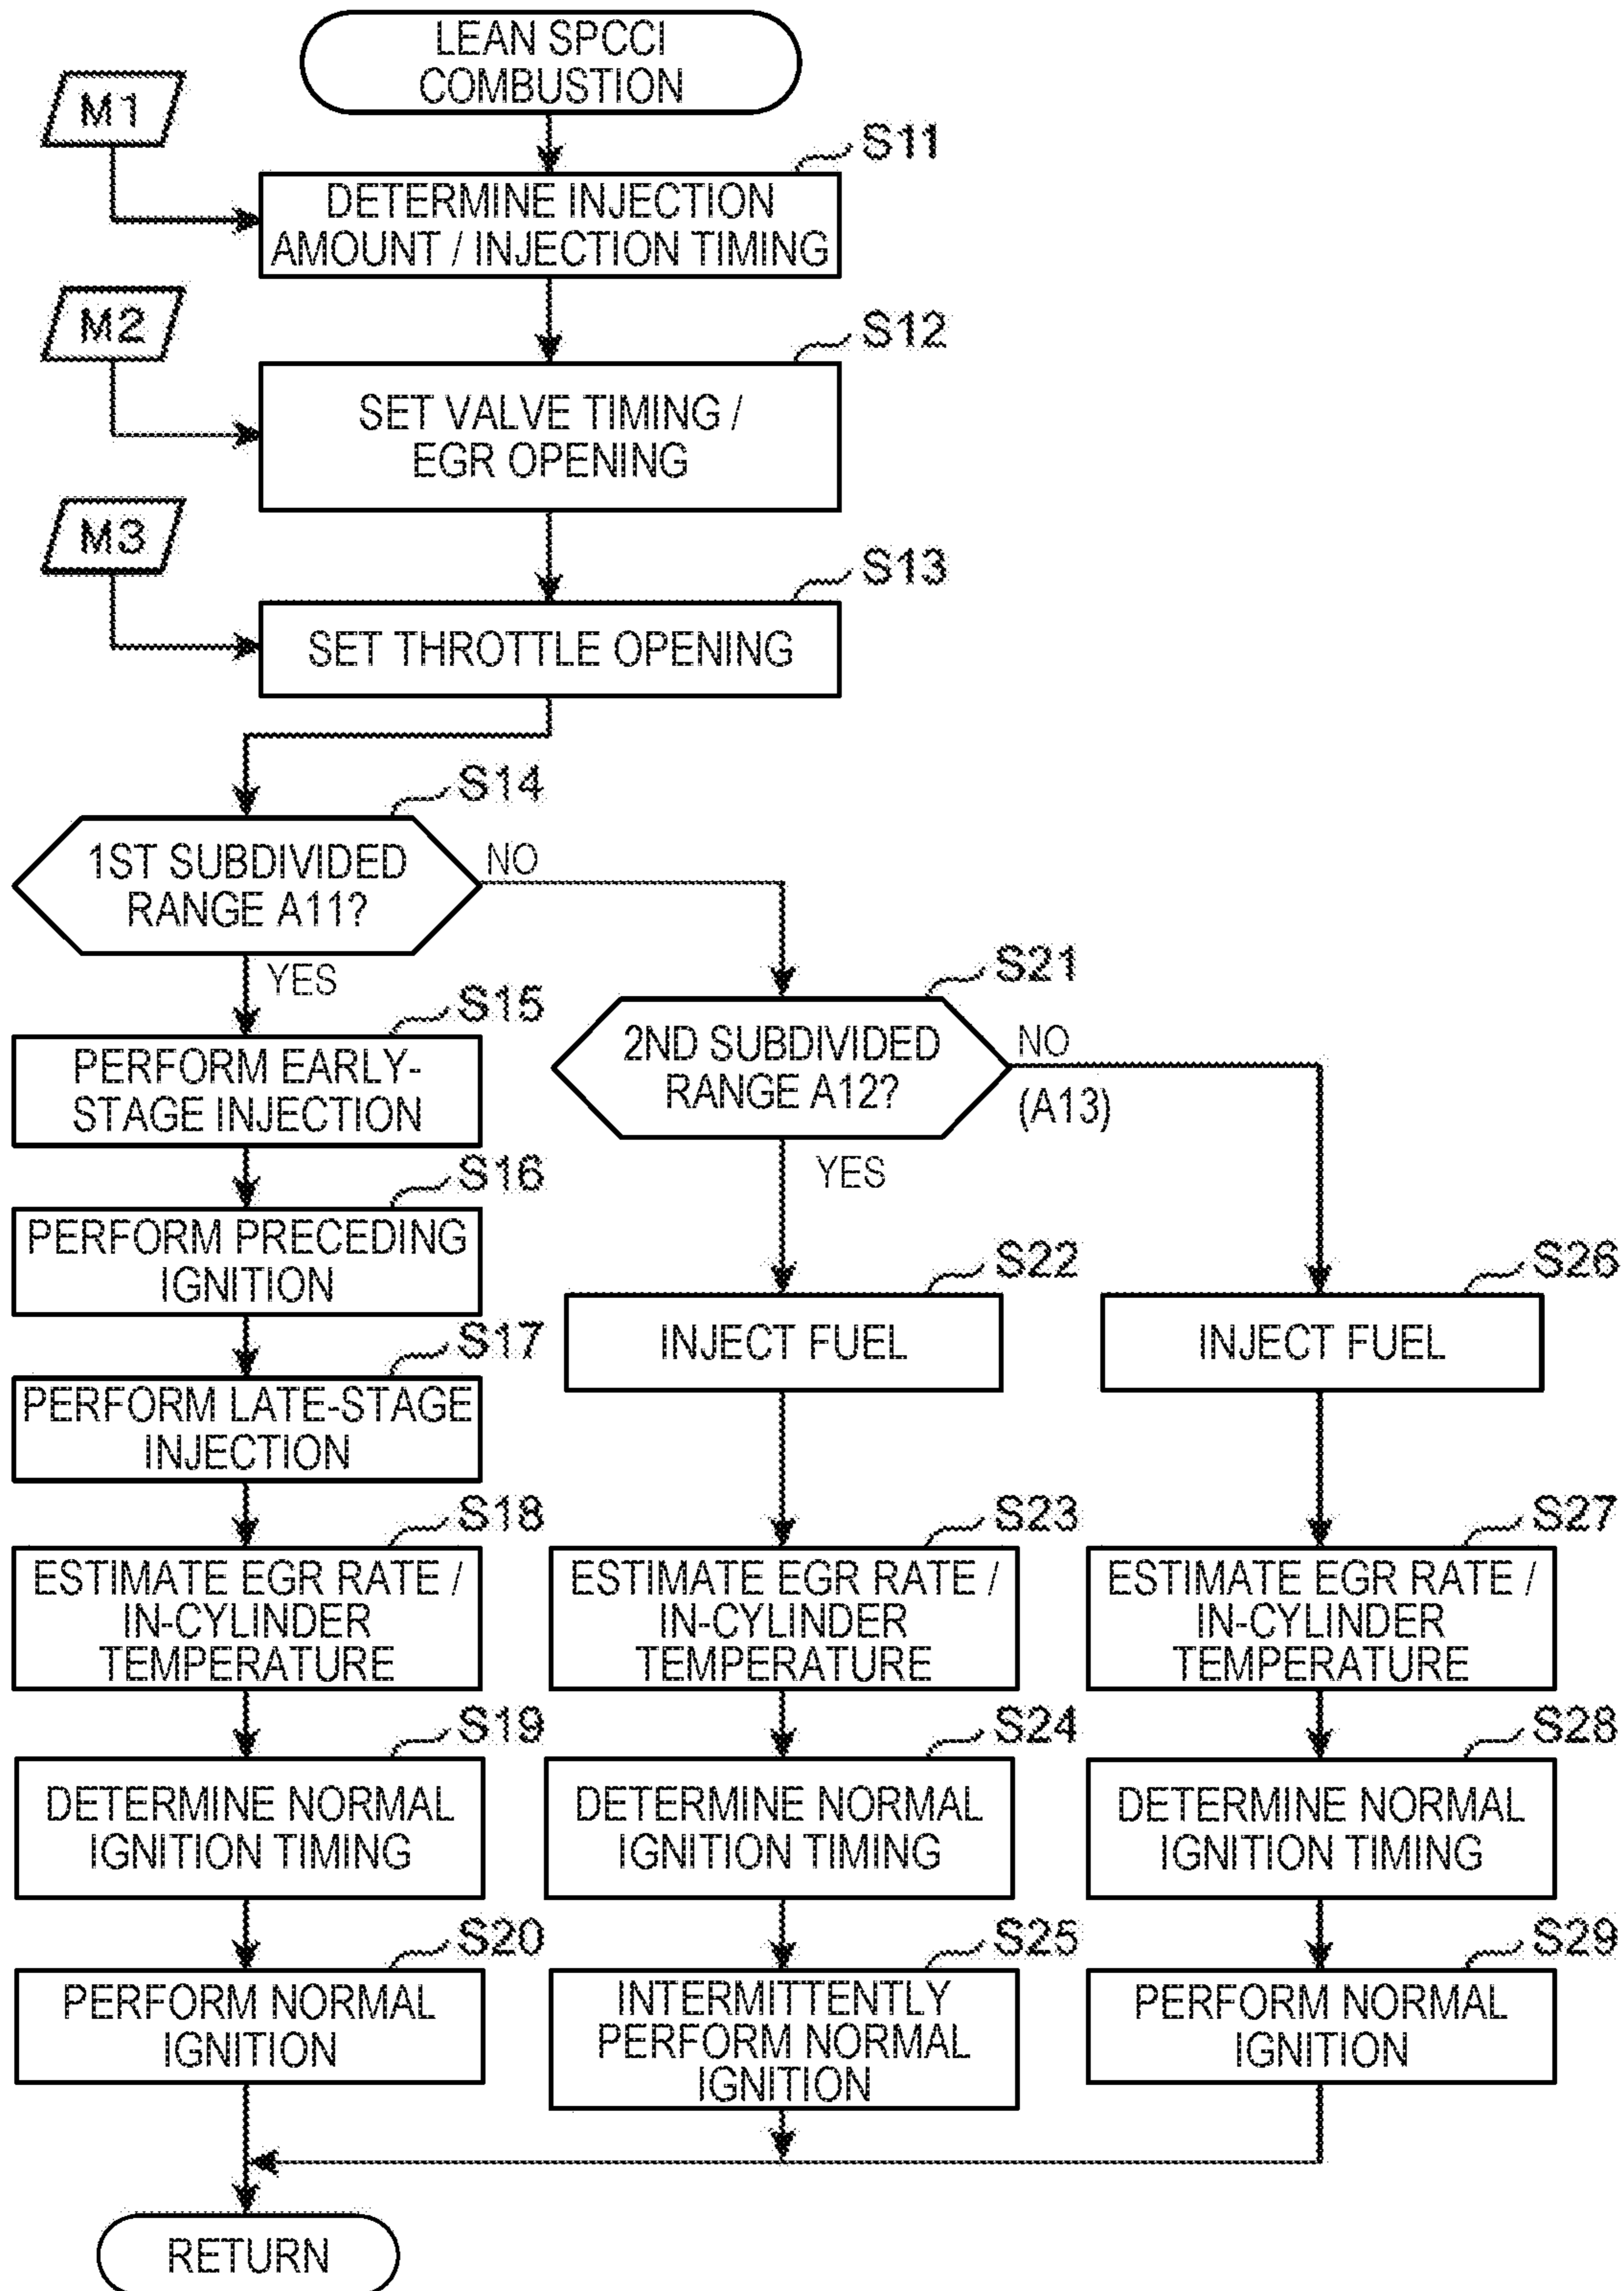 LEAN SPCCI
COMBUSTION
M1
S11
DETERMINE INJECTION
AMOUNT / INJECTION TIMING
M2
S12
SET VALVE TIMING /
EGR OPENING
M3
S13
SET THROTTLE OPENING
S14
1ST SUBDIVIDED
RANGE A11?
NO
YES
S21
2ND SUBDIVIDED
RANGE A12?
NO
(A13)
YES
S15
PERFORM EARLY-
STAGE INJECTION
S16
PERFORM PRECEDING
IGNITION
S17
PERFORM LATE-STAGE
INJECTION
S18
ESTIMATE EGR RATE /
IN-CYLINDER
TEMPERATURE
S19
DETERMINE NORMAL
IGNITION TIMING
S20
PERFORM NORMAL
IGNITION
S22
INJECT FUEL
S23
ESTIMATE EGR RATE /
IN-CYLINDER
TEMPERATURE
S24
DETERMINE NORMAL
IGNITION TIMING
S25
INTERMITTENTLY
PERFORM NORMAL
IGNITION
S26
INJECT FUEL
S27
ESTIMATE EGR RATE /
IN-CYLINDER
TEMPERATURE
S28
DETERMINE NORMAL
IGNITION TIMING
S29
PERFORM NORMAL
IGNITION
RETURN